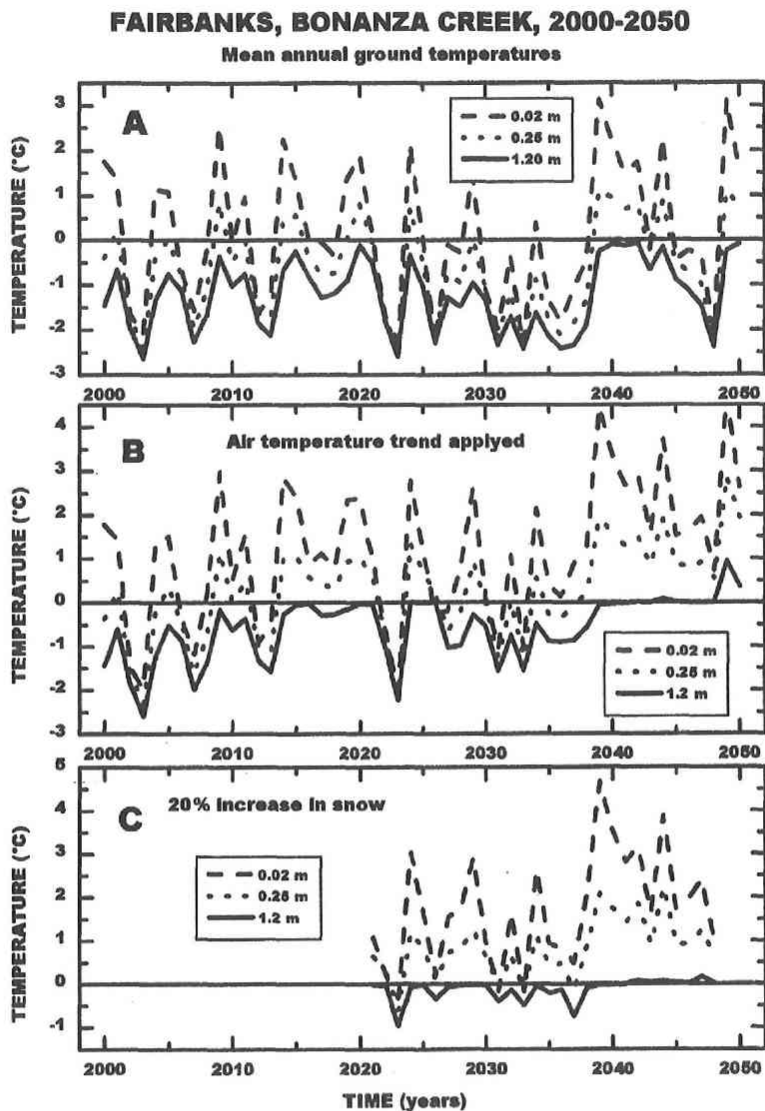 FAIRBANKS, BONANZA CREEK, 2000-2050
Mean annual ground temperatures
A
0.02 m
0.25 m
1.20 m
TEMPERATURE (°C)
3
2
1
0
-1
-2
-3
2000 2010 2020 2030 2040 2050
B
Air temperature trend applyed
TEMPERATURE (°C)
4
3
2
1
0
-1
-2
-3
0.02 m
0.25 m
1.2 m
2000 2010 2020 2030 2040 2050
C
20% increase in snow
TEMPERATURE (°C)
5
4
3
2
1
0
-1
0.02 m
0.25 m
1.2 m
2000 2010 2020 2030 2040 2050
TIME (years)